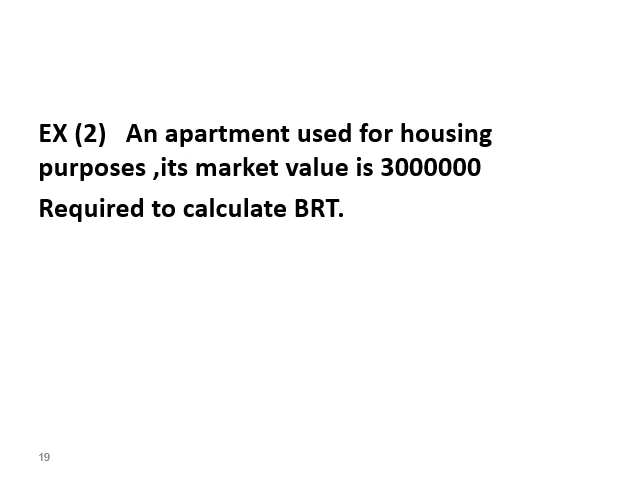 EX (2)   An apartment used for housing
purposes ,its market value is 3000000
Required to calculate BRT.
19